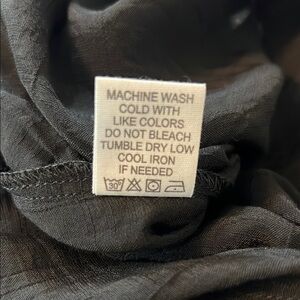 MACHINE WASH
COLD WITH
LIKE COLORS
DO NOT BLEACH
TUMBLE DRY LOW
COOL IRON
IF NEEDED
30°